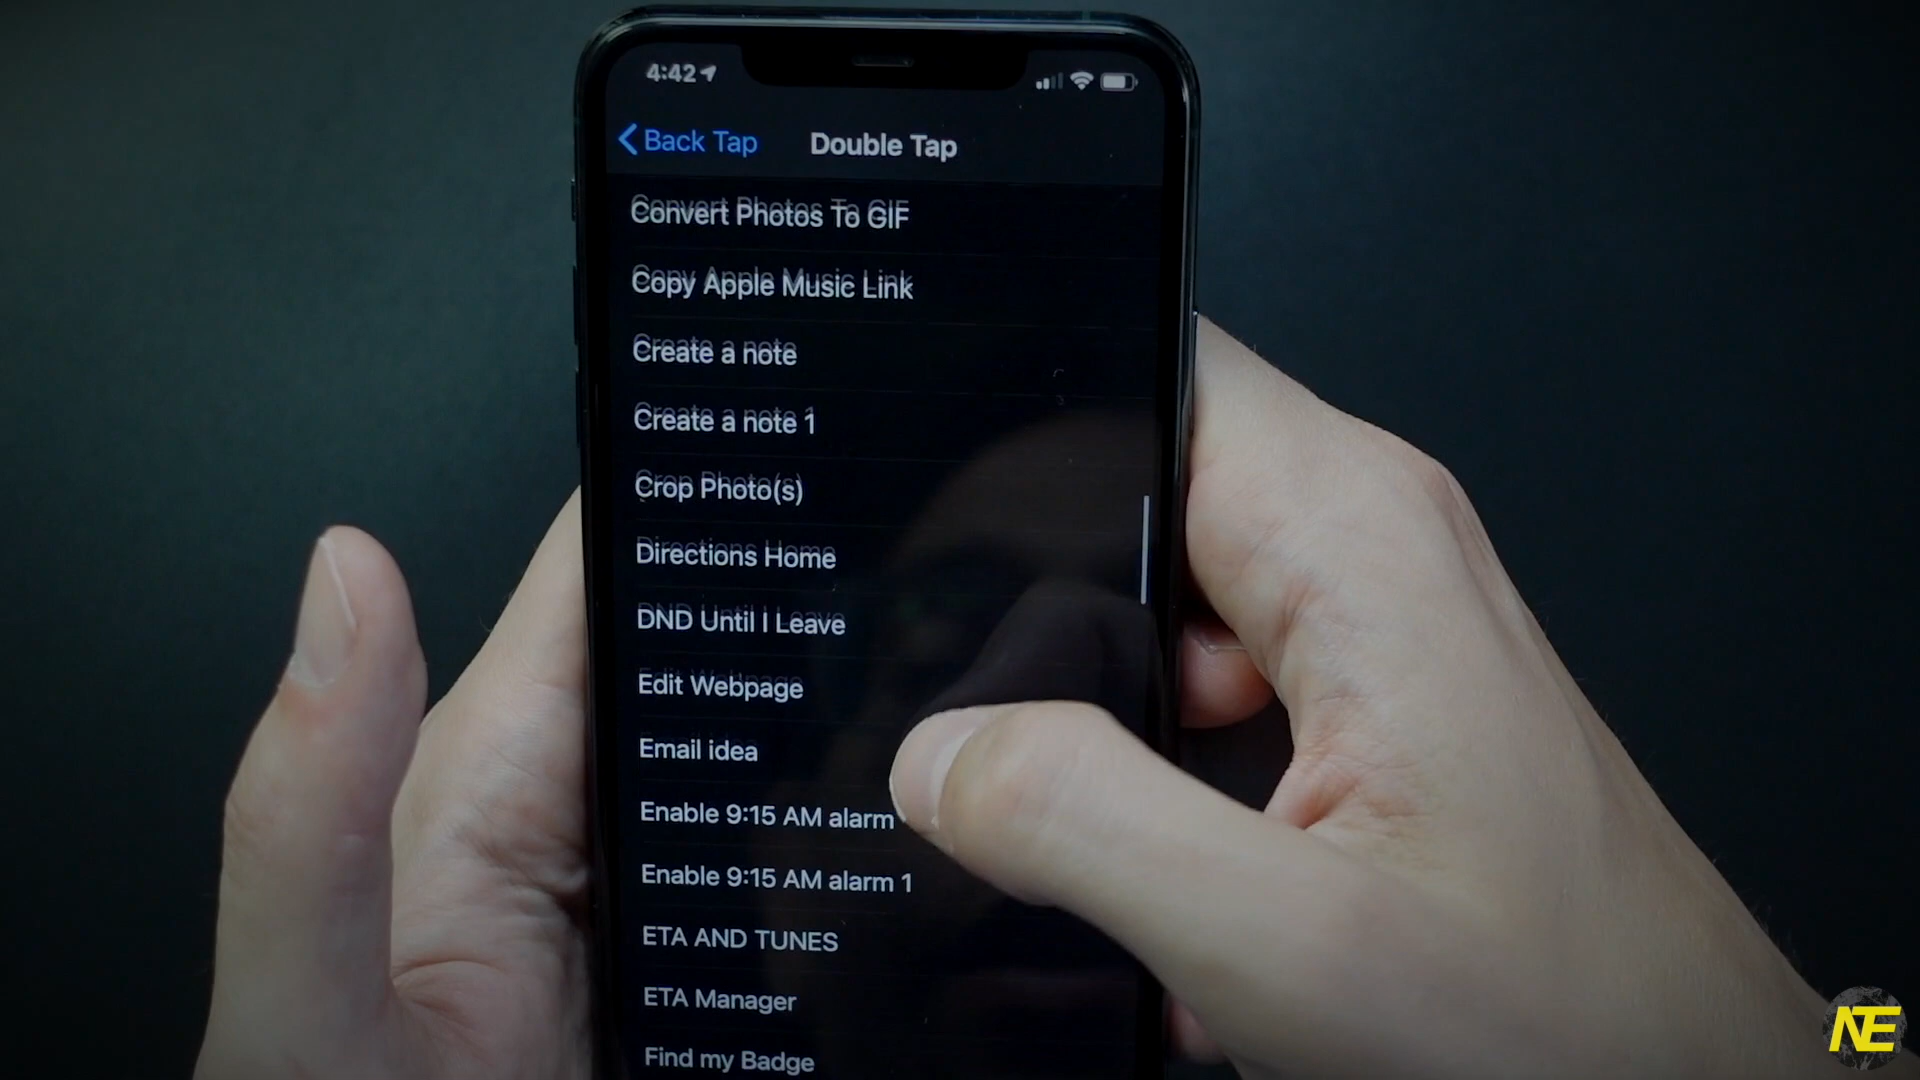 4:42
Back Tap
Double Tap
Convert Photos To GIF
Copy Apple Music Link
Create a note
Create a note 1
Crop Photo(s)
Directions Home
DND Until I Leave
Edit Webpage
Email idea
Enable 9:15 AM alarm
Enable 9:15 AM alarm 1
ETA AND TUNES
ETA Manager
Find my Badge
NE